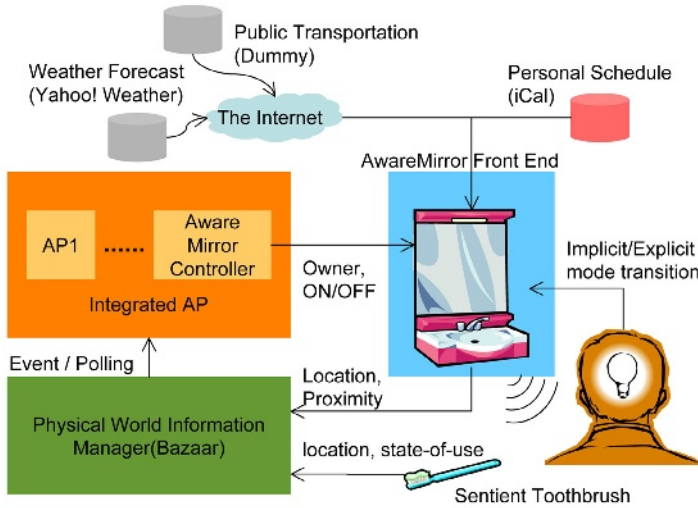 Public Transportation
(Dummy)
Weather Forecast
(Yahoo! Weather)
Personal Schedule
(iCal)
The Internet
AwareMirror Front End
AP1
......
Aware
Mirror
Controller
Integrated AP
Owner,
ON/OFF
Implicit/Explicit
mode transition
Event / Polling
Location,
Proximity
Physical World Information
Manager(Bazaar)
location, state-of-use
Sentient Toothbrush